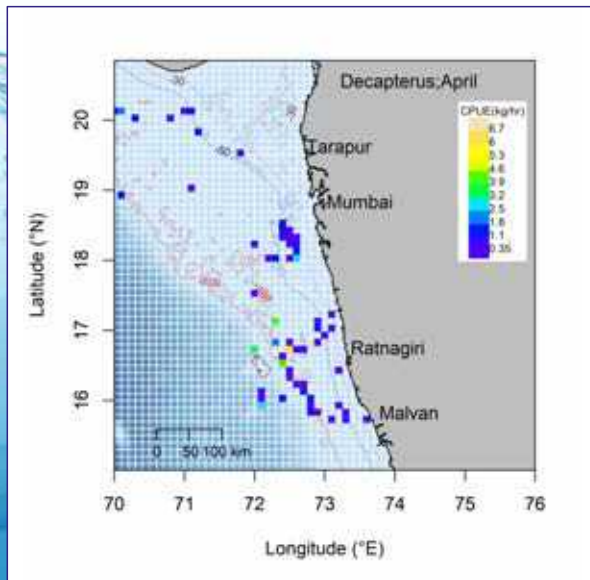 Decapterus;April
CPUE(kg/hr)
6.7
6
5.3
4.6
3.9
3.2
2.5
1.8
1.1
0.35
Tarapur
Mumbai
Ratnagiri
Malvan
20
19
18
17
16
Latitude (°N)
0 50 100 km
70 71 72 73 74 75 76
Longitude (°E)